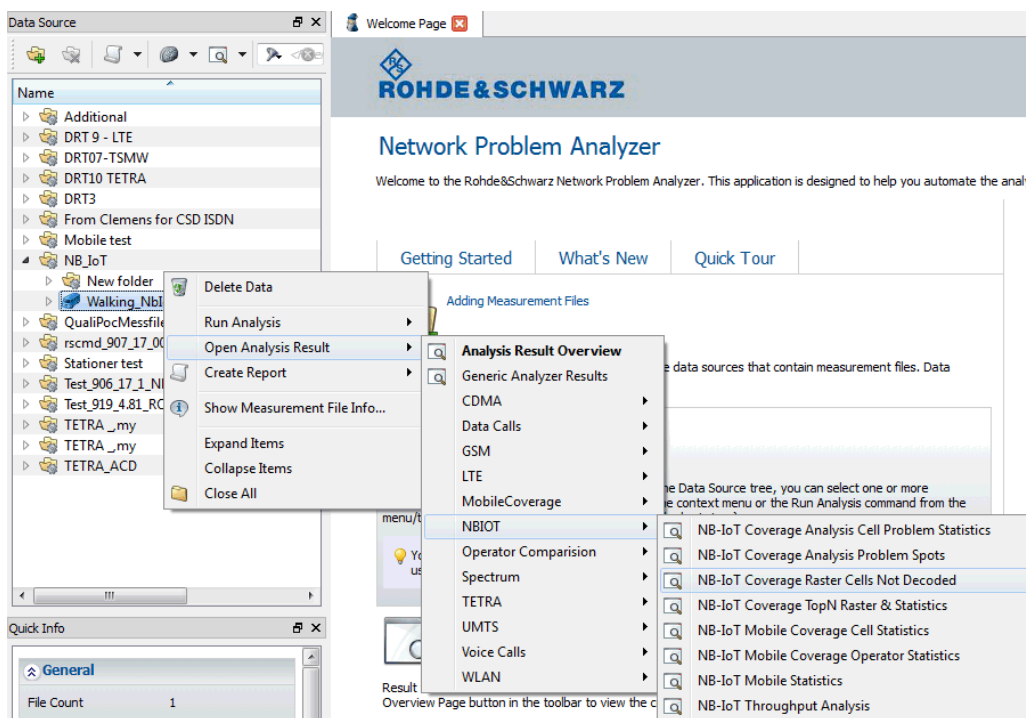 Data Source
Name
Additional
DRT 9 - LTE
DRT07-TSMW
DRT10 TETRA
DRT3
From Clemens for CSD ISDN
Mobile test
NB_IoT
New folder
Walking_NbI
QualiPocMessfile
rscmd_907_17_00
Stationer test
Test_906_17_1_NI
Test_919_4.81_RC
TETRA _,my
TETRA _,my
TETRA_ACD
Quick Info
General
File Count 1
Delete Data
Run Analysis
Open Analysis Result
Create Report
Show Measurement File Info...
Expand Items
Collapse Items
Close All
Welcome Page
ROHDE & SCHWARZ
Network Problem Analyzer
Welcome to the Rohde&Schwarz Network Problem Analyzer. This application is designed to help you automate the
Getting Started What's New Quick Tour
Adding Measurement Files
data sources that contain measurement files. Data
Data Source tree, you can select one or more
context menu or the Run Analysis command from the
Result
Overview Page button in the toolbar to view the
Analysis Result Overview
Generic Analyzer Results
CDMA
Data Calls
GSM
LTE
MobileCoverage
NBIOT
Operator Comparision
Spectrum
TETRA
UMTS
Voice Calls
WLAN
NB-IoT Coverage Analysis Cell Problem Statistics
NB-IoT Coverage Analysis Problem Spots
NB-IoT Coverage Raster Cells Not Decoded
NB-IoT Coverage TopN Raster & Statistics
NB-IoT Mobile Coverage Cell Statistics
NB-IoT Mobile Coverage Operator Statistics
NB-IoT Mobile Statistics
NB-IoT Throughput Analysis